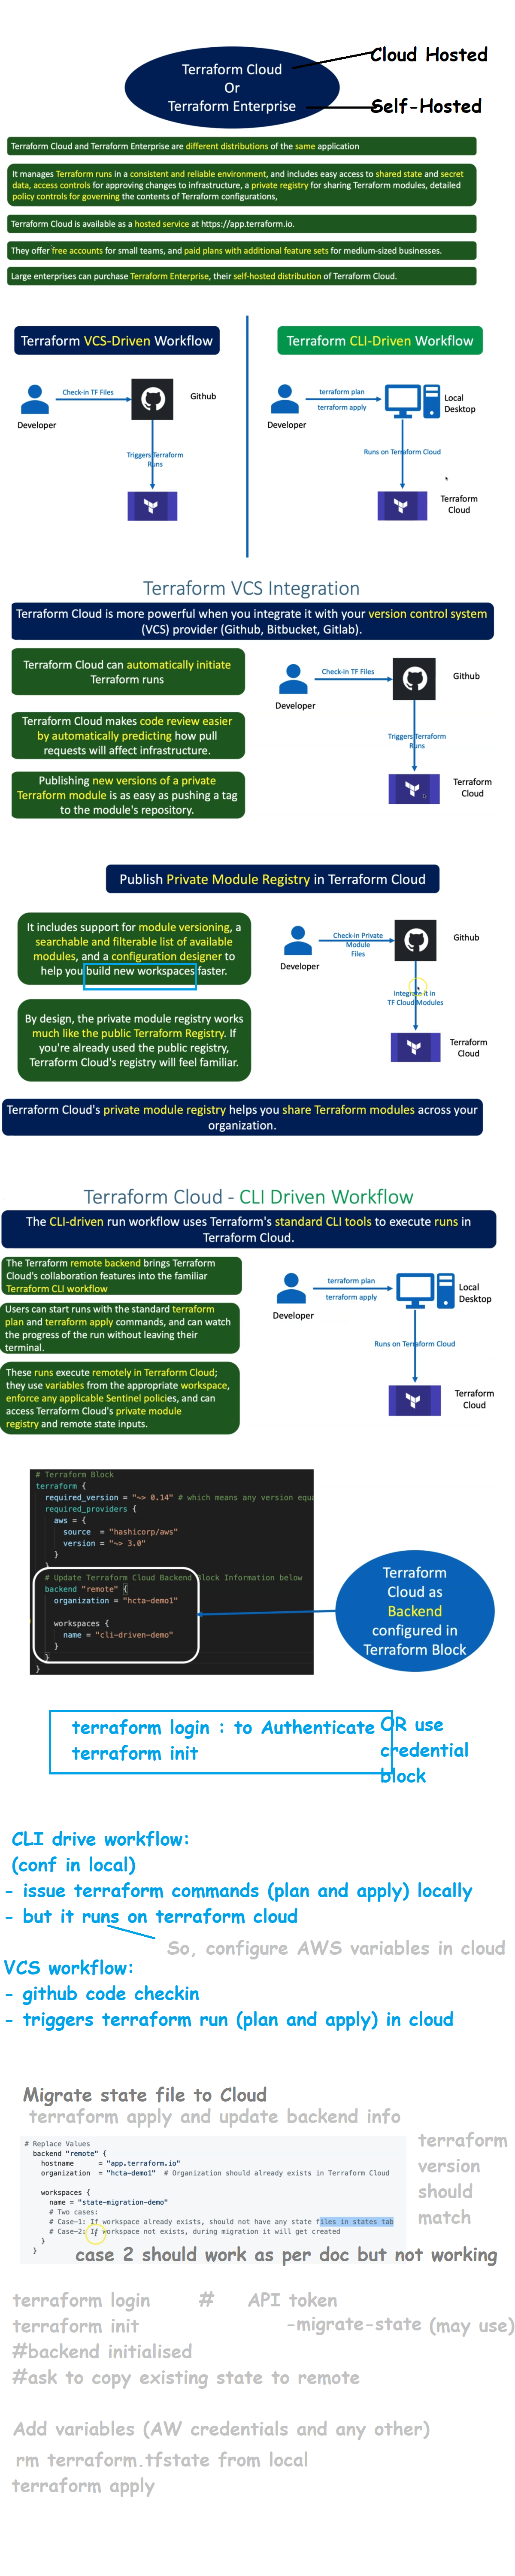 Cloud Hosted
Terraform Cloud
Or
Terraform Enterprise
Self-Hosted
Terraform Cloud and Terraform Enterprise are different distributions of the same application
It manages Terraform runs in a consistent and reliable environment, and includes easy access to shared state and secret
data, access controls for approving changes to infrastructure, a private registry for sharing Terraform modules, detailed
policy controls for governing the contents of Terraform configurations,
Terraform Cloud is available as a hosted service at https://app.terraform.io.
They offer free accounts for small teams, and paid plans with additional feature sets for medium-sized businesses.
Large enterprises can purchase Terraform Enterprise, their self-hosted distribution of Terraform Cloud.
Terraform VCS-Driven Workflow
Check-in TF Files
Github
Developer
Triggers Terraform
Runs
Terraform CLI-Driven Workflow
terraform plan
terraform apply
Local
Desktop
Developer
Runs on Terraform Cloud
Terraform
Cloud
Terraform VCS Integration
Terraform Cloud is more powerful when you integrate it with your version control system
(VCS) provider (Github, Bitbucket, Gitlab).
Terraform Cloud can automatically initiate
Terraform runs
Terraform Cloud makes code review easier
by automatically predicting how pull
requests will affect infrastructure.
Publishing new versions of a private
Terraform module is as easy as pushing a tag
to the module's repository.
Check-in TF Files
Github
Developer
Triggers Terraform
Runs
Terraform
Cloud
Publish Private Module Registry in Terraform Cloud
It includes support for module versioning, a
searchable and filterable list of available
modules, and a configuration designer to
help you build new workspaces faster.
By design, the private module registry works
much like the public Terraform Registry. If
you're already used the public registry,
Terraform Cloud's registry will feel familiar.
Check-in Private
Module
Files
Github
Developer
in
TF Cloud Modules
Terraform
Cloud
Terraform Cloud's private module registry helps you share Terraform modules across your
organization.
Terraform Cloud - CLI Driven Workflow
The CLI-driven run workflow uses Terraform's standard CLI tools to execute runs in
Terraform Cloud.
The Terraform remote backend brings Terraform
Cloud's collaboration features into the familiar
Terraform CLI workflow
Users can start runs with the standard terraform
plan and terraform apply commands, and can watch
the progress of the run without leaving their
terminal.
These runs execute remotely in Terraform Cloud;
they use variables from the appropriate workspace,
enforce any applicable Sentinel policies, and can
access Terraform Cloud's private module
registry and remote state inputs.
terraform plan
terraform apply
Local
Desktop
Developer
Runs on Terraform Cloud
Terraform
Cloud
# Terraform Block
terraform {
required_version = "~> 0.14" # which means any version equ
required_providers {
aws = {
source = "hashicorp/aws"
version = "~> 3.0"
}
}
# Update Terraform Cloud Backend Block Information below
backend "remote" {
organization = "hcta-demo1"
workspaces {
name = "cli-driven-demo"
}
}
}
Terraform
Cloud as
Backend
configured in
Terraform Block
terraform login : to Authenticate
terraform init
OR use
credential
block
CLI drive workflow:
(conf in local)
- issue terraform commands (plan and apply) locally
- but it runs on terraform cloud
So, configure AWS variables in cloud
VCS workflow:
- github code checkin
- triggers terraform run (plan and apply) in cloud
Migrate state file to Cloud
terraform apply and update backend info
# Replace Values
backend "remote" {
hostname = "app.terraform.io"
organization = "hcta-demo1" # Organization should already exists in Terraform Cloud
workspaces {
name = "state-migration-demo"
# Two cases:
# Case-1: If workspace already exists, should not have any state files in states tab
# Case-2: workspace not exists, during migration it will get created
}
}
terraform
version
should
match
case 2 should work as per doc but not working
terraform login # API token
terraform init -migrate-state (may use)
#backend initialised
#ask to copy existing state to remote
Add variables (AW credentials and any other)
rm terraform.tfstate from local
terraform apply